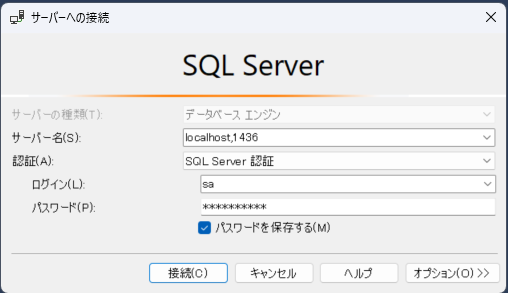 サーバーへの接続
SQL Server
サーバーの種類(T): データベース エンジン
サーバー名(S): localhost,1436
認証(A): SQL Server 認証
ログイン(L): sa
パスワード(P): **********
パスワードを保存する(M)
接続(C) キャンセル ヘルプ オプション(O) >>